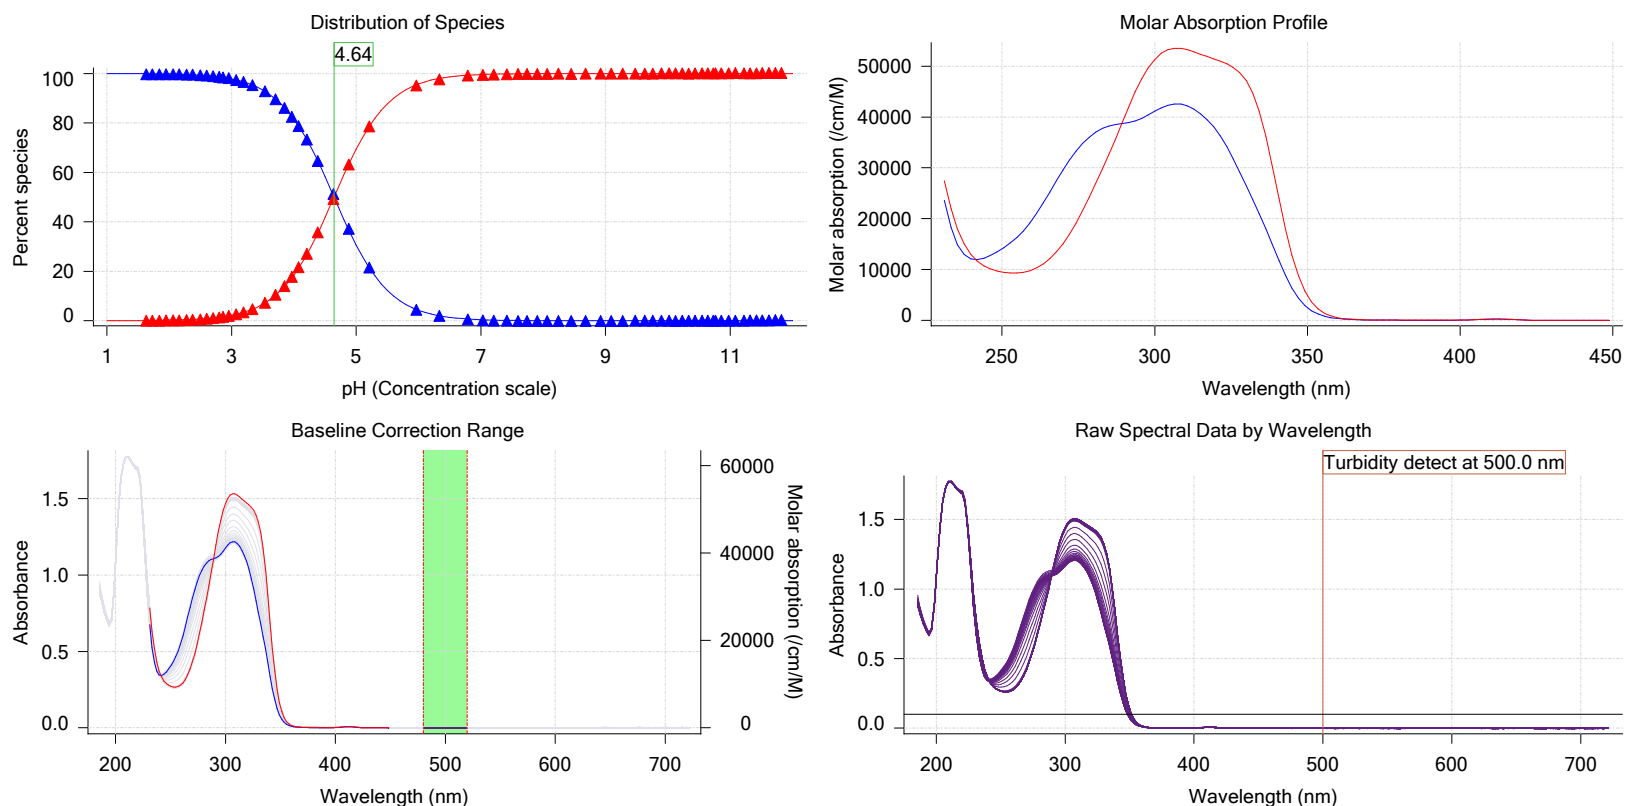 Distribution of Species
4.64
100
80
60
40
20
0
Percent species
1 3 5 7 9 11
pH (Concentration scale)
Molar Absorption Profile
50000
40000
30000
20000
10000
0
Molar absorption (/cm/M)
250 300 350 400 450
Wavelength (nm)
Baseline Correction Range
1.5
1.0
0.5
0.0
Absorbance
60000
40000
20000
0
Molar absorption (/cm/M)
200 300 400 500 600 700
Wavelength (nm)
Raw Spectral Data by Wavelength
Turbidity detect at 500.0 nm
1.5
1.0
0.5
0.0
Absorbance
200 300 400 500 600 700
Wavelength (nm)